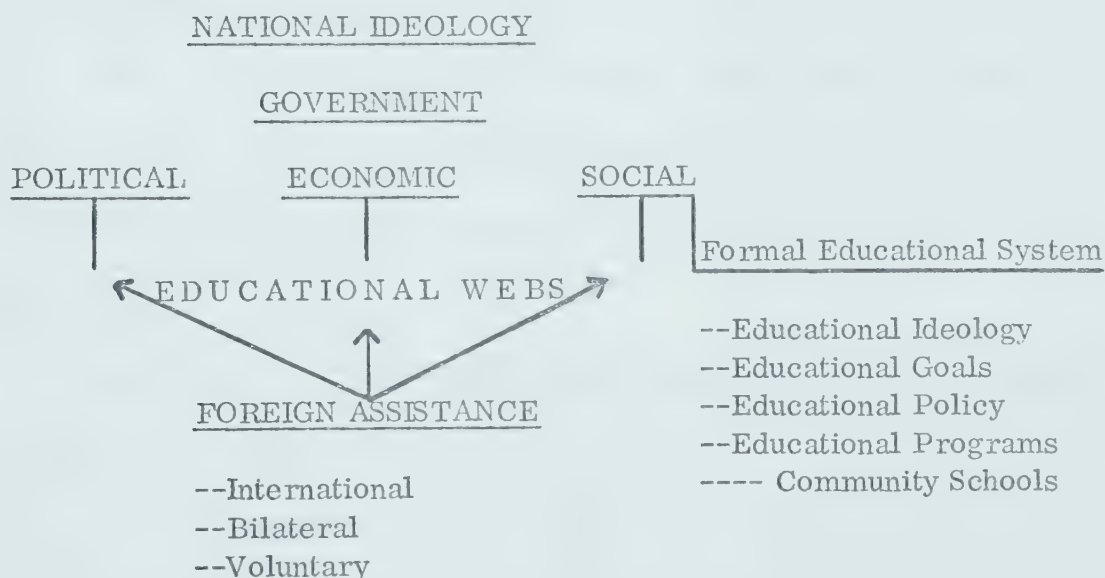 NATIONAL IDEOLOGY
GOVERNMENT
POLITICAL ECONOMIC SOCIAL
Formal Educational System
EDUCATIONAL WEBS
--Educational Ideology
--Educational Goals
--Educational Policy
--Educational Programs
---- Community Schools
FOREIGN ASSISTANCE
--International
--Bilateral
--Voluntary